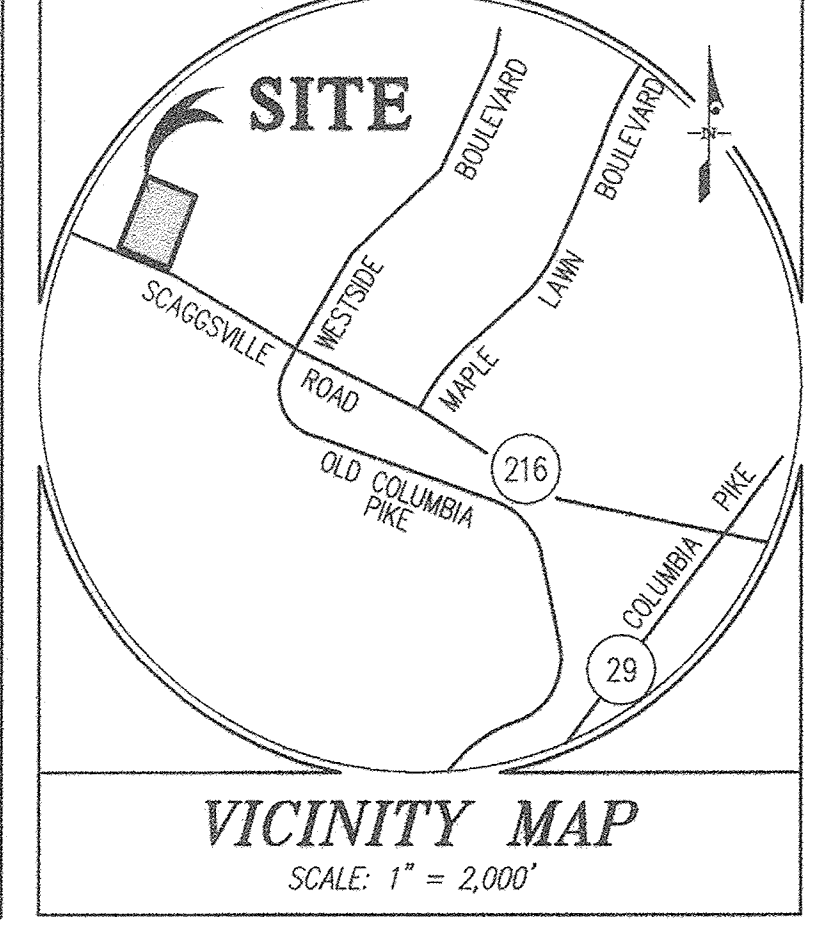 SITE
BOULEVARD
BOULEVARD
N
WESTSIDE
LAWN
SCAGGSVILLE
MAPLE
ROAD
216
OLD COLUMBIA
PIKE
PIKE
COLUMBIA
29
VICINITY MAP
SCALE: 1" = 2,000'